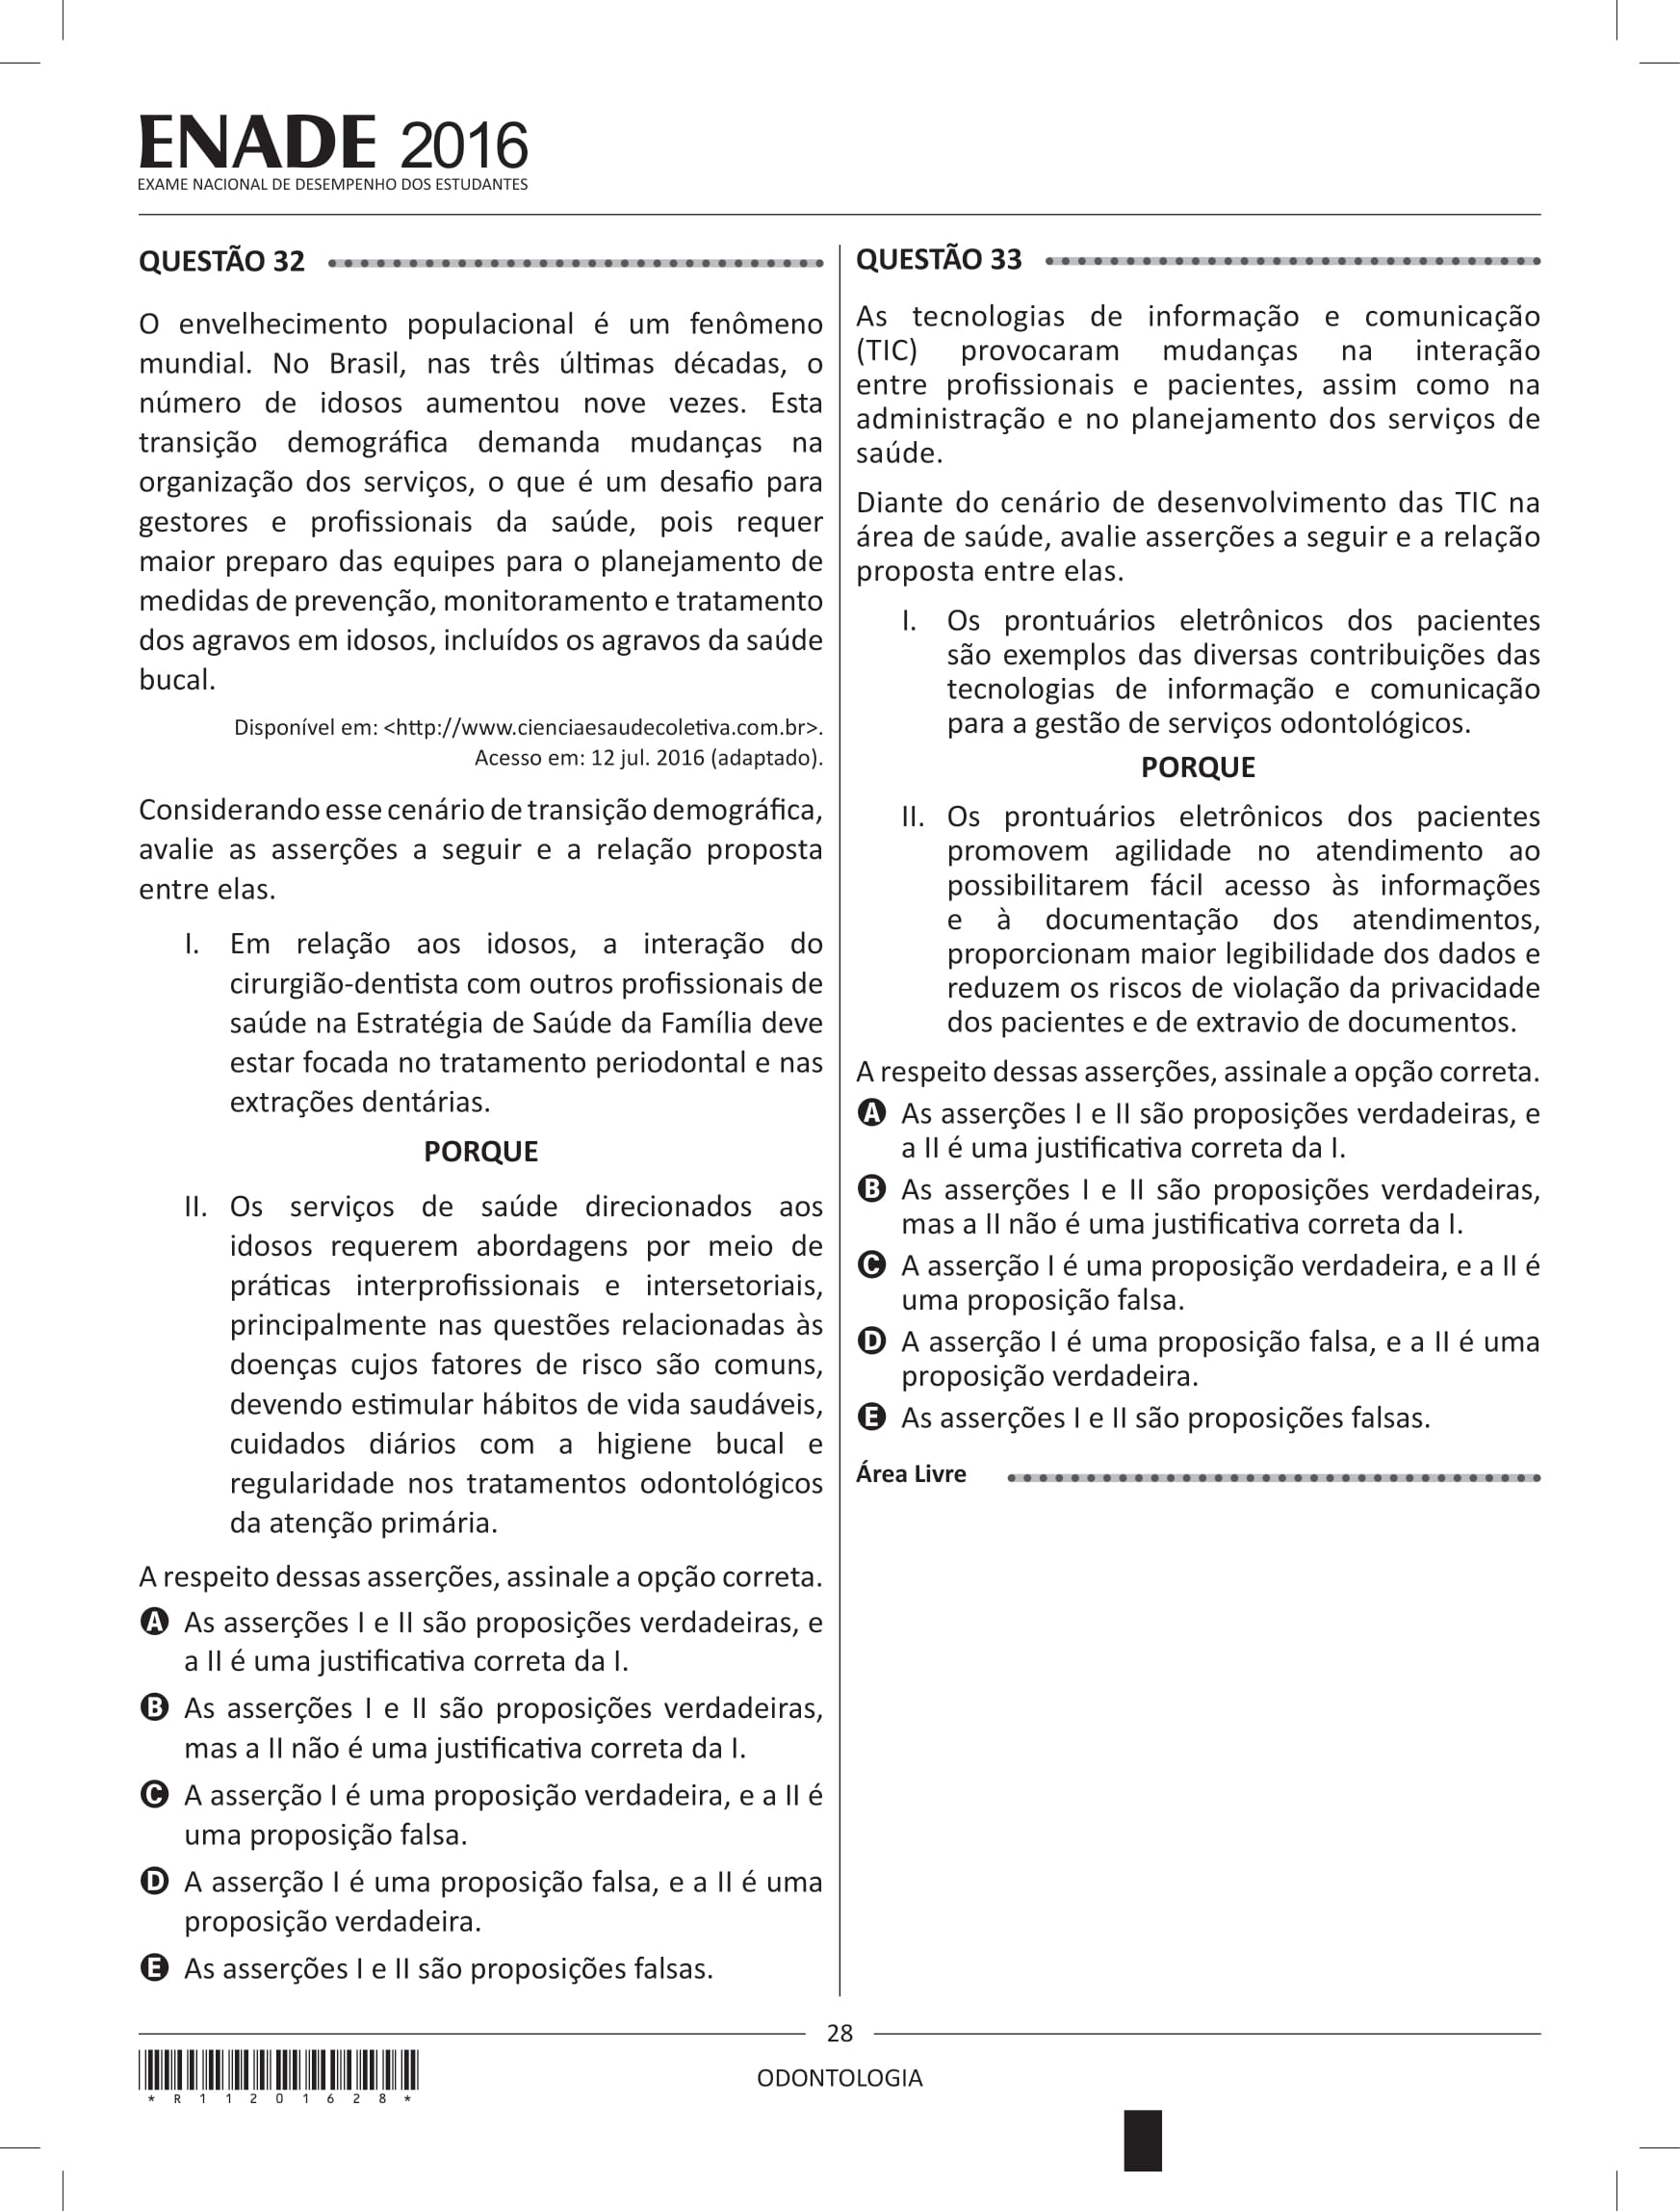 ENADE 2016
EXAME NACIONAL DE DESEMPENHO DOS ESTUDANTES
QUESTÃO 32
O envelhecimento populacional é um fenômeno
mundial. No Brasil, nas três últimas décadas, o
número de idosos aumentou nove vezes. Esta
transição demográfica demanda mudanças na
organização dos serviços, o que é um desafio para
gestores e profissionais da saúde, pois requer
maior preparo das equipes para o planejamento de
medidas de prevenção, monitoramento e tratamento
dos agravos em idosos, incluídos os agravos da saúde
bucal.
Disponível em: <http://www.cienciaesaudecoletiva.com.br>.
Acesso em: 12 jul. 2016 (adaptado).
Considerando esse cenário de transição demográfica,
avalie as asserções a seguir e a relação proposta
entre elas.
I. Em relação aos idosos, a interação do
cirurgião-dentista com outros profissionais de
saúde na Estratégia de Saúde da Família deve
estar focada no tratamento periodontal e nas
extrações dentárias.
PORQUE
II. Os serviços de saúde direcionados aos
idosos requerem abordagens por meio de
práticas interprofissionais e intersetoriais,
principalmente nas questões relacionadas às
doenças cujos fatores de risco são comuns,
devendo estimular hábitos de vida saudáveis,
cuidados diários com a higiene bucal e
regularidade nos tratamentos odontológicos
da atenção primária.
A respeito dessas asserções, assinale a opção correta.
A As asserções I e II são proposições verdadeiras, e
a II é uma justificativa correta da I.
B As asserções I e II são proposições verdadeiras,
mas a II não é uma justificativa correta da I.
C A asserção I é uma proposição verdadeira, e a II é
uma proposição falsa.
D A asserção I é uma proposição falsa, e a II é uma
proposição verdadeira.
E As asserções I e II são proposições falsas.
QUESTÃO 33
As tecnologias de informação e comunicação
(TIC) provocaram mudanças na interação
entre profissionais e pacientes, assim como na
administração e no planejamento dos serviços de
saúde.
Diante do cenário de desenvolvimento das TIC na
área de saúde, avalie asserções a seguir e a relação
proposta entre elas.
I. Os prontuários eletrônicos dos pacientes
são exemplos das diversas contribuições das
tecnologias de informação e comunicação
para a gestão de serviços odontológicos.
PORQUE
II. Os prontuários eletrônicos dos pacientes
promovem agilidade no atendimento ao
possibilitarem fácil acesso às informações
e à documentação dos atendimentos,
proporcionam maior legibilidade dos dados e
reduzem os riscos de violação da privacidade
dos pacientes e de extravio de documentos.
A respeito dessas asserções, assinale a opção correta.
A As asserções I e II são proposições verdadeiras, e
a II é uma justificativa correta da I.
B As asserções I e II são proposições verdadeiras,
mas a II não é uma justificativa correta da I.
C A asserção I é uma proposição verdadeira, e a II é
uma proposição falsa.
D A asserção I é uma proposição falsa, e a II é uma
proposição verdadeira.
E As asserções I e II são proposições falsas.
Área Livre
28
ODONTOLOGIA
* R 1 1 2 0 1 6 2 8 *